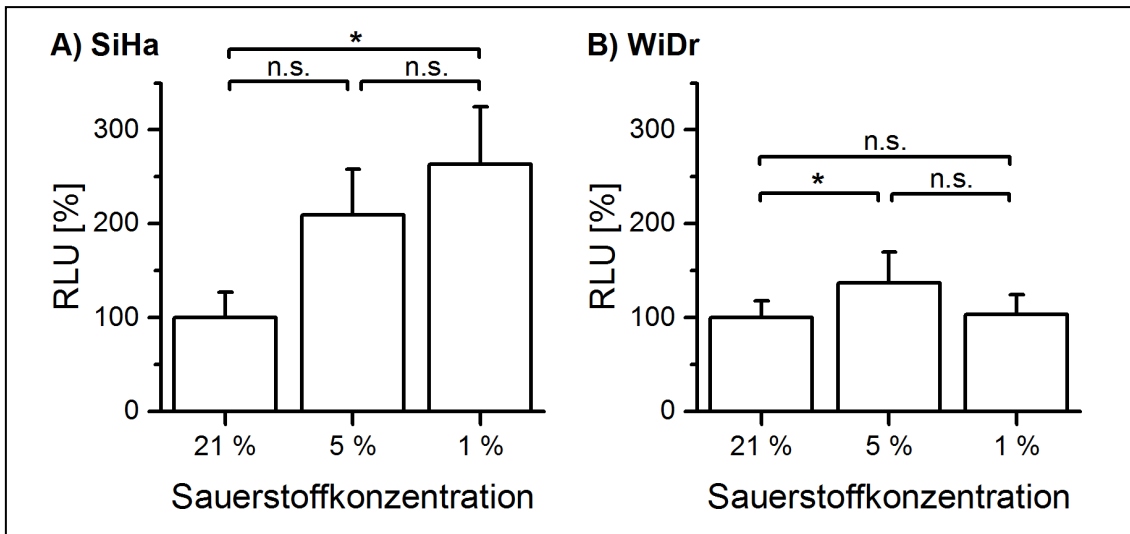 A) SiHa
*
n.s. n.s.
RLU [%]
300
200
100
0
21 % 5 % 1 %
Sauerstoffkonzentration
B) WiDr
n.s.
* n.s.
RLU [%]
300
200
100
0
21 % 5 % 1 %
Sauerstoffkonzentration